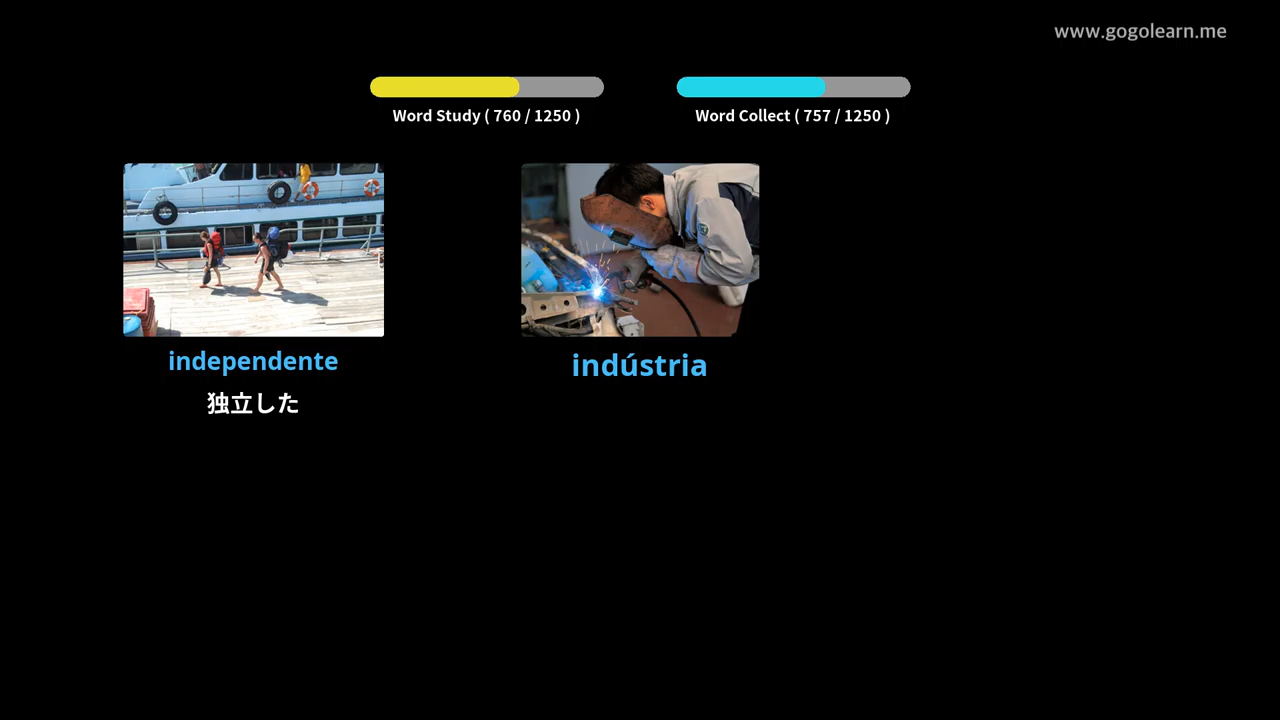 www.gogolearn.me
Word Study ( 760 / 1250 )
Word Collect ( 757 / 1250 )
independente
独立した
indústria